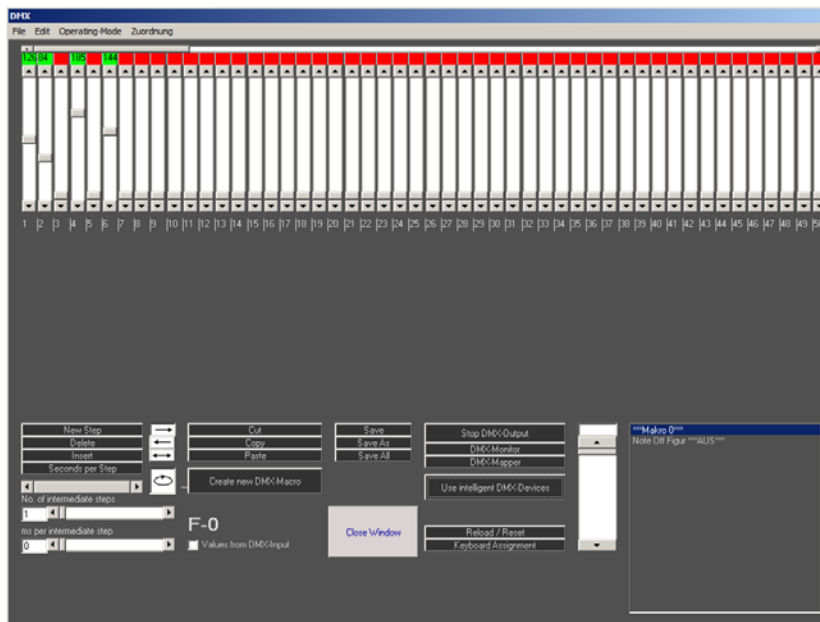 DMX
File Edit Operating-Mode Zuordnung
126 84 185 144
1 |2 |3 |4 |5 |6 |7 |8 |9 |10 |11 |12 |13 |14 |15 |16 |17 |18 |19 |20 |21 |22 |23 |24 |25 |26 |27 |28 |29 |30 |31 |32 |33 |34 |35 |36 |37 |38 |39 |40 |41 |42 |43 |44 |45 |46 |47 |48 |49 |50
New Step Cut Save Stop DMX-Output ***Makro 0***
Delete Copy Save As DMX-Monitor Note Off Figur ***AUS***
Insert Paste Save All DMX-Mapper
Seconds per Step
Create new DMX-Macro Use intelligent DMX-Devices
No. of intermediate steps
1
F-0 Close Window Reload / Reset
ms per intermediate step
0 Values from DMX-Input Keyboard Assignment